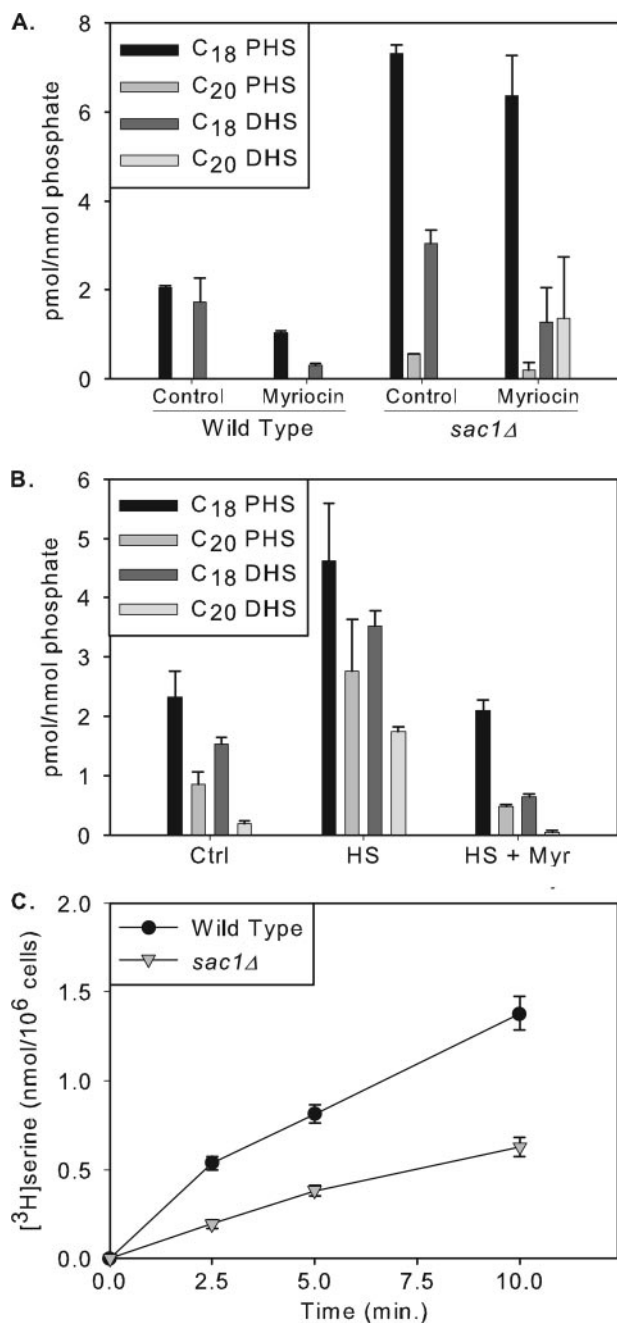 A.
C18 PHS
C20 PHS
C18 DHS
C20 DHS
pmol/nmol phosphate
8
6
4
2
0
Control Myriocin Control Myriocin
Wild Type sac1Δ
B.
C18 PHS
C20 PHS
C18 DHS
C20 DHS
pmol/nmol phosphate
6
5
4
3
2
1
0
Ctrl HS HS + Myr
C.
Wild Type
sac1Δ
[3H]serine (nmol/10⁶ cells)
2.0
1.5
1.0
0.5
0.0
0.0 2.5 5.0 7.5 10.0
Time (min.)